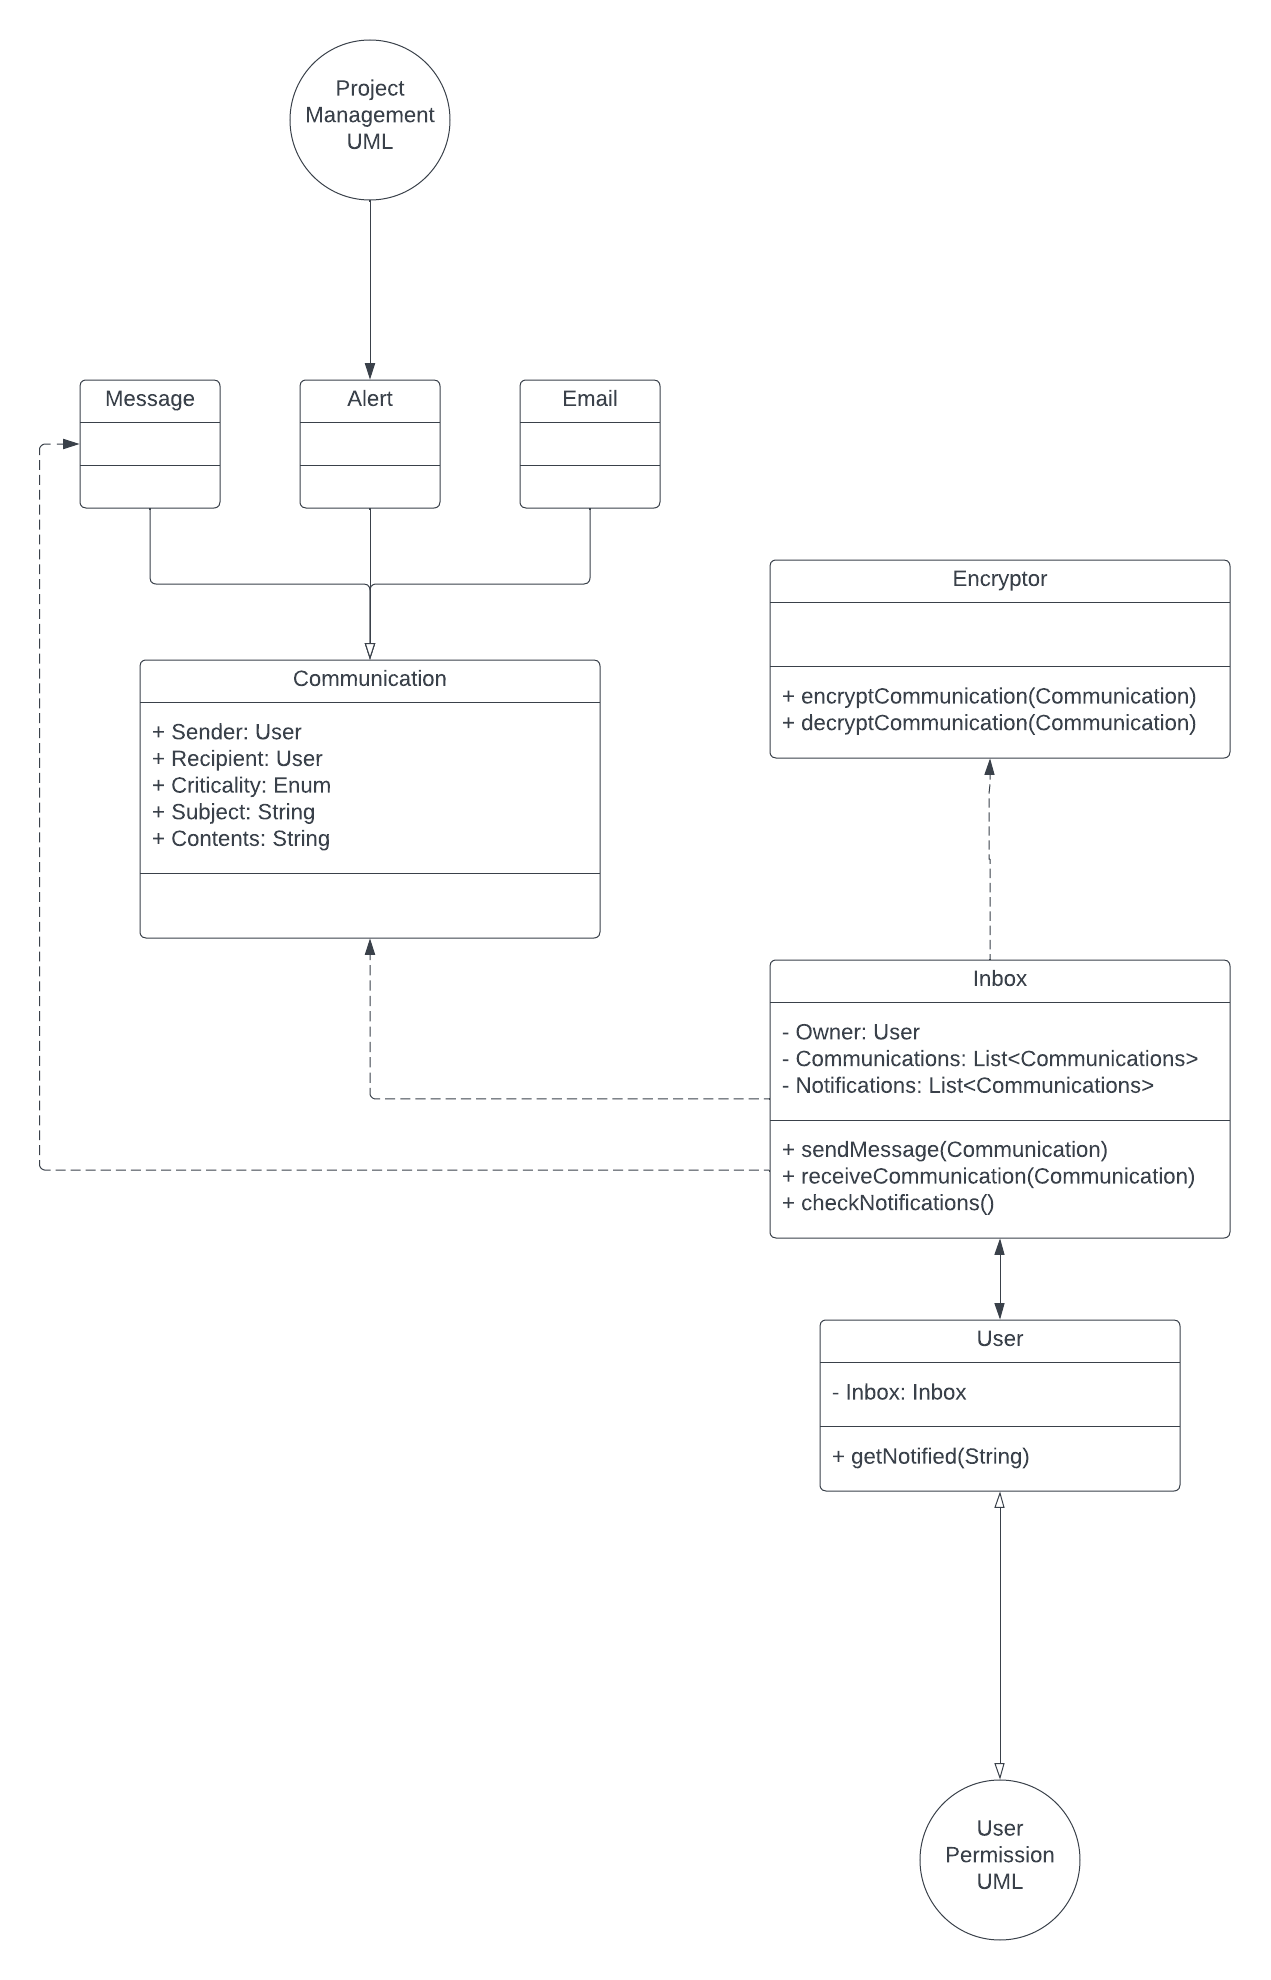 Project
Management
UML
Message
Alert
Email
Encryptor
+ encryptCommunication(Communication)
+ decryptCommunication(Communication)
Communication
+ Sender: User
+ Recipient: User
+ Criticality: Enum
+ Subject: String
+ Contents: String
Inbox
- Owner: User
- Communications: List<Communications>
- Notifications: List<Communications>
+ sendMessage(Communication)
+ receiveCommunication(Communication)
+ checkNotifications()
User
- Inbox: Inbox
+ getNotified(String)
User
Permission
UML